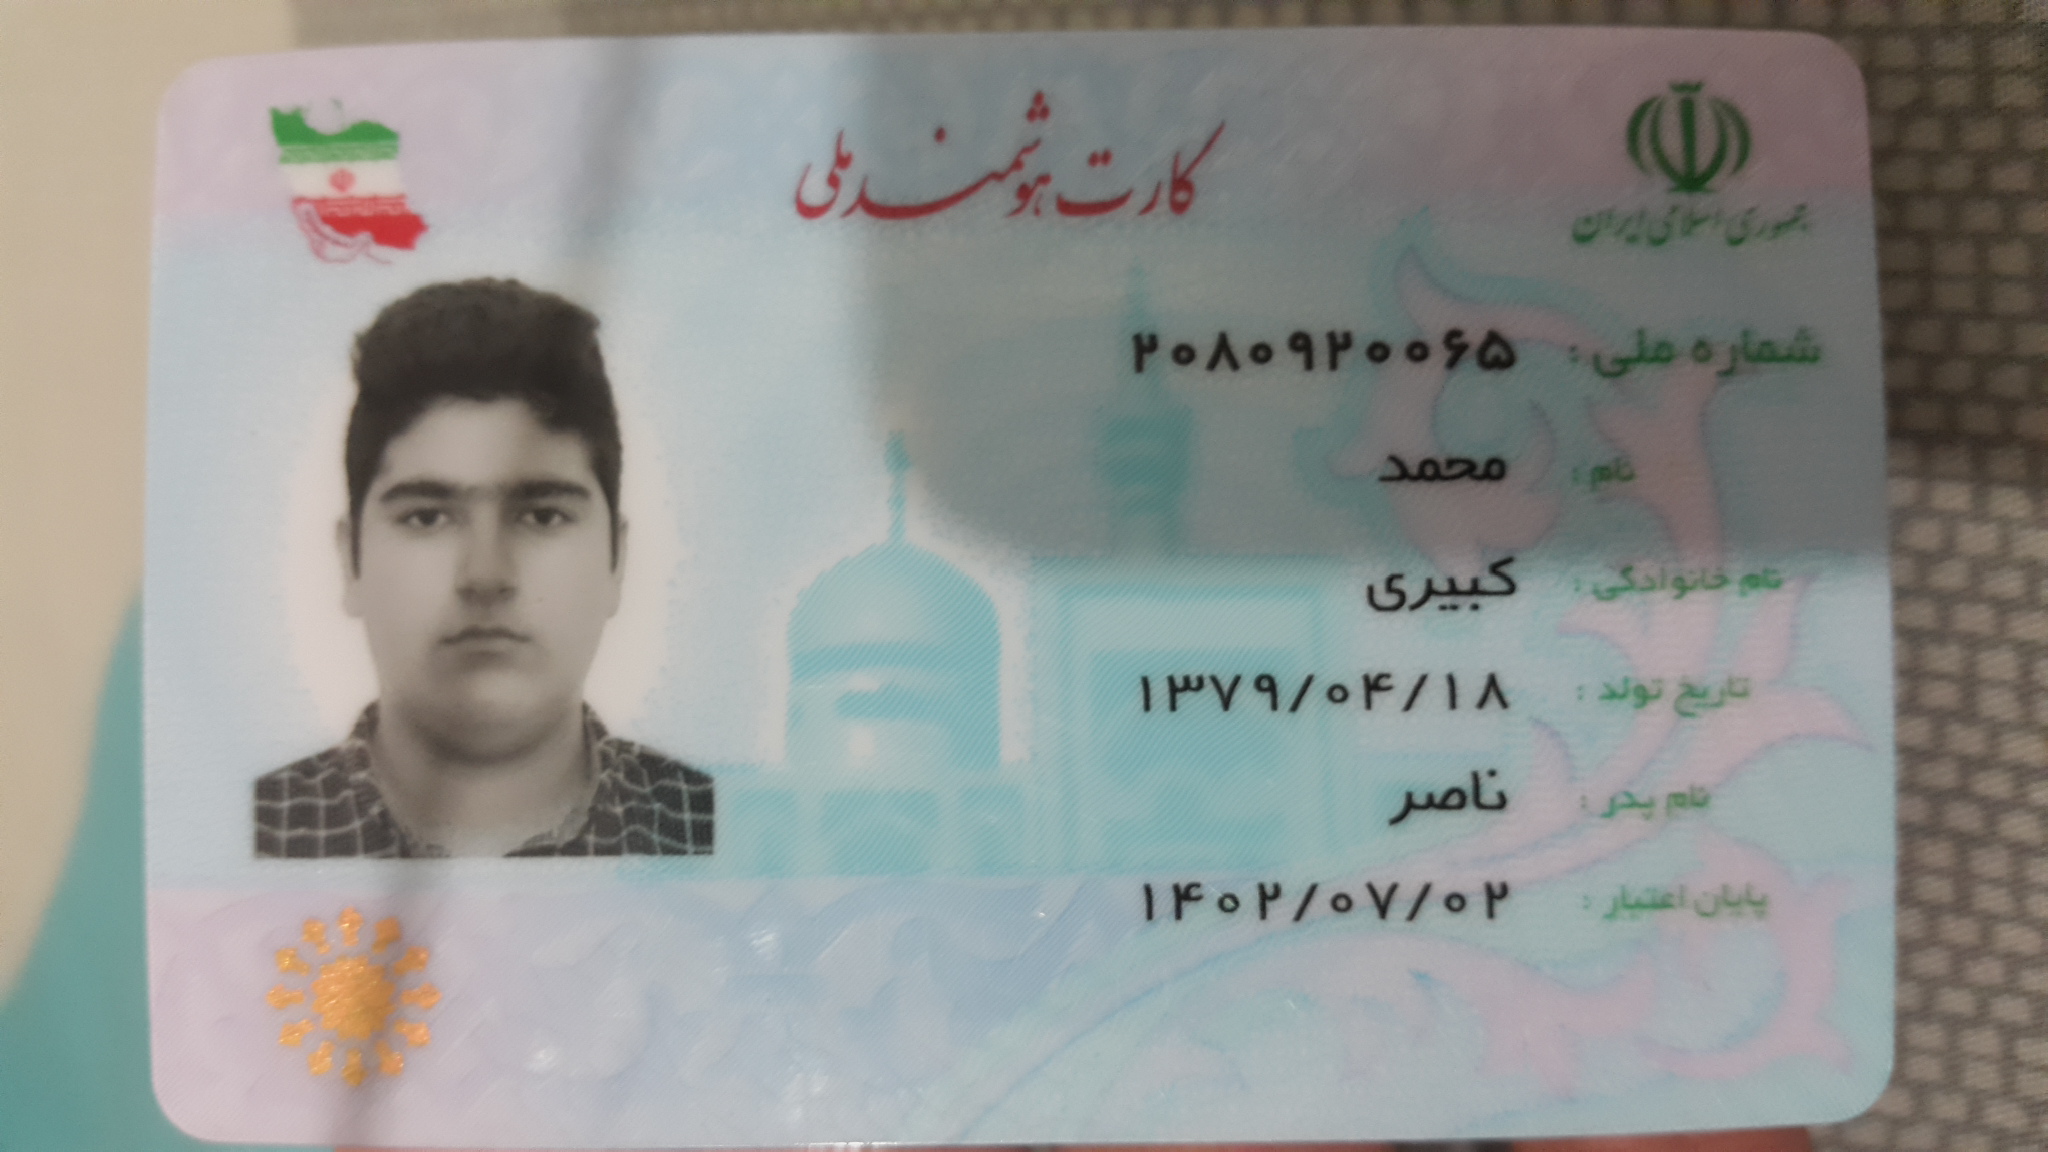 جمهوری اسلامی ایران
کارت هوشمند ملی
شماره ملی: ۲۰۸۰۹۲۰۰۶۵
نام: محمد
نام خانوادگی: کبیری
تاریخ تولد: ۱۳۷۹/۰۴/۱۸
نام پدر: ناصر
پایان اعتبار: ۱۴۰۲/۰۷/۰۲